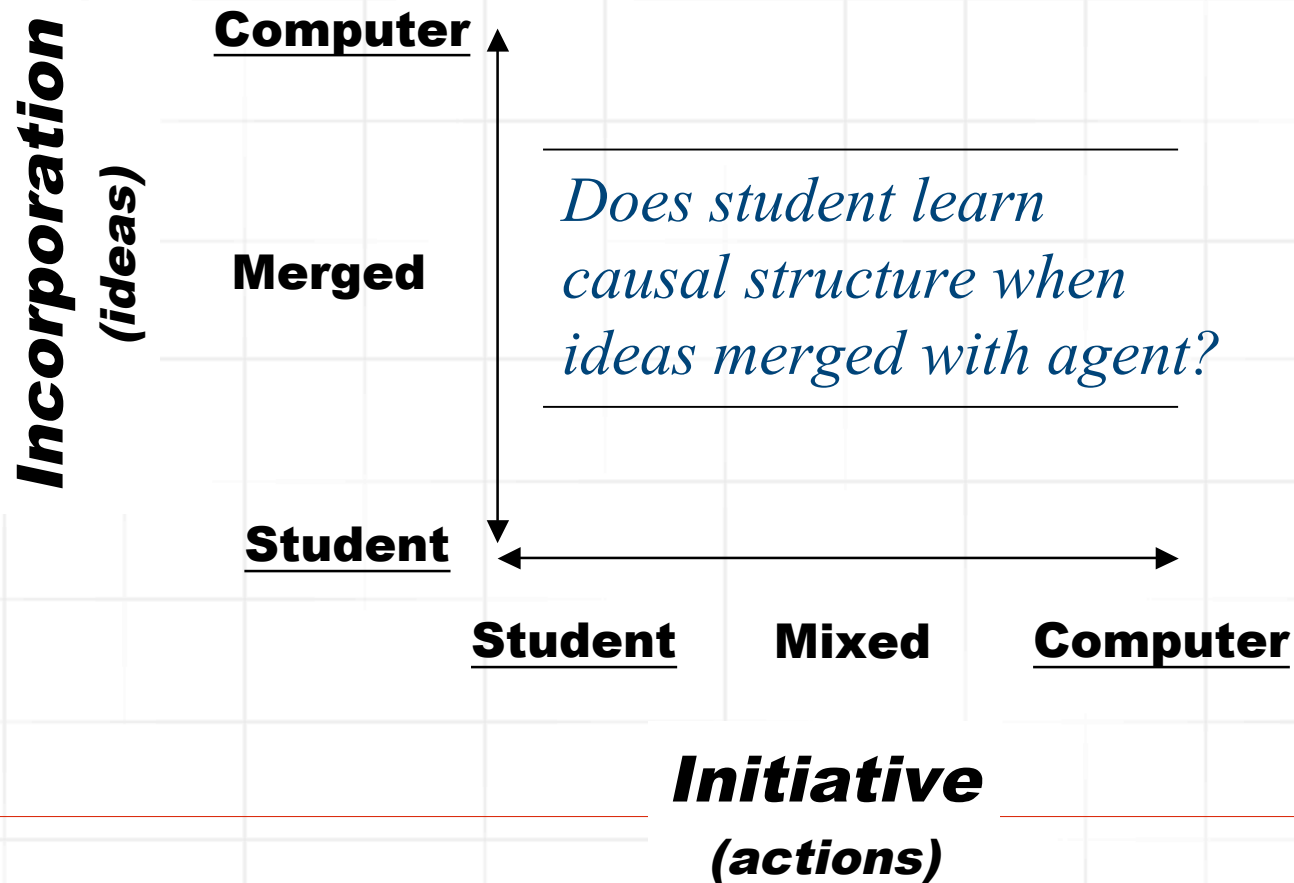 Incorporation
(ideas)
Computer
Merged
Student
Does student learn
causal structure when
ideas merged with agent?
Student Mixed Computer
Initiative
(actions)